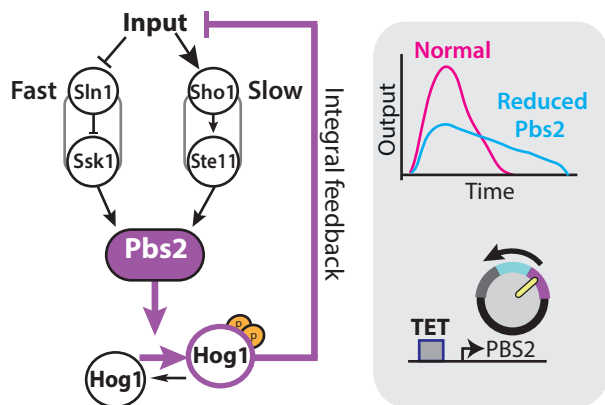 Input
Fast
Sln1
Sho1
Slow
Ssk1
Ste11
Integral feedback
Pbs2
P
P
Hog1
Hog1
Normal
Reduced
Pbs2
Output
Time
TET
PBS2